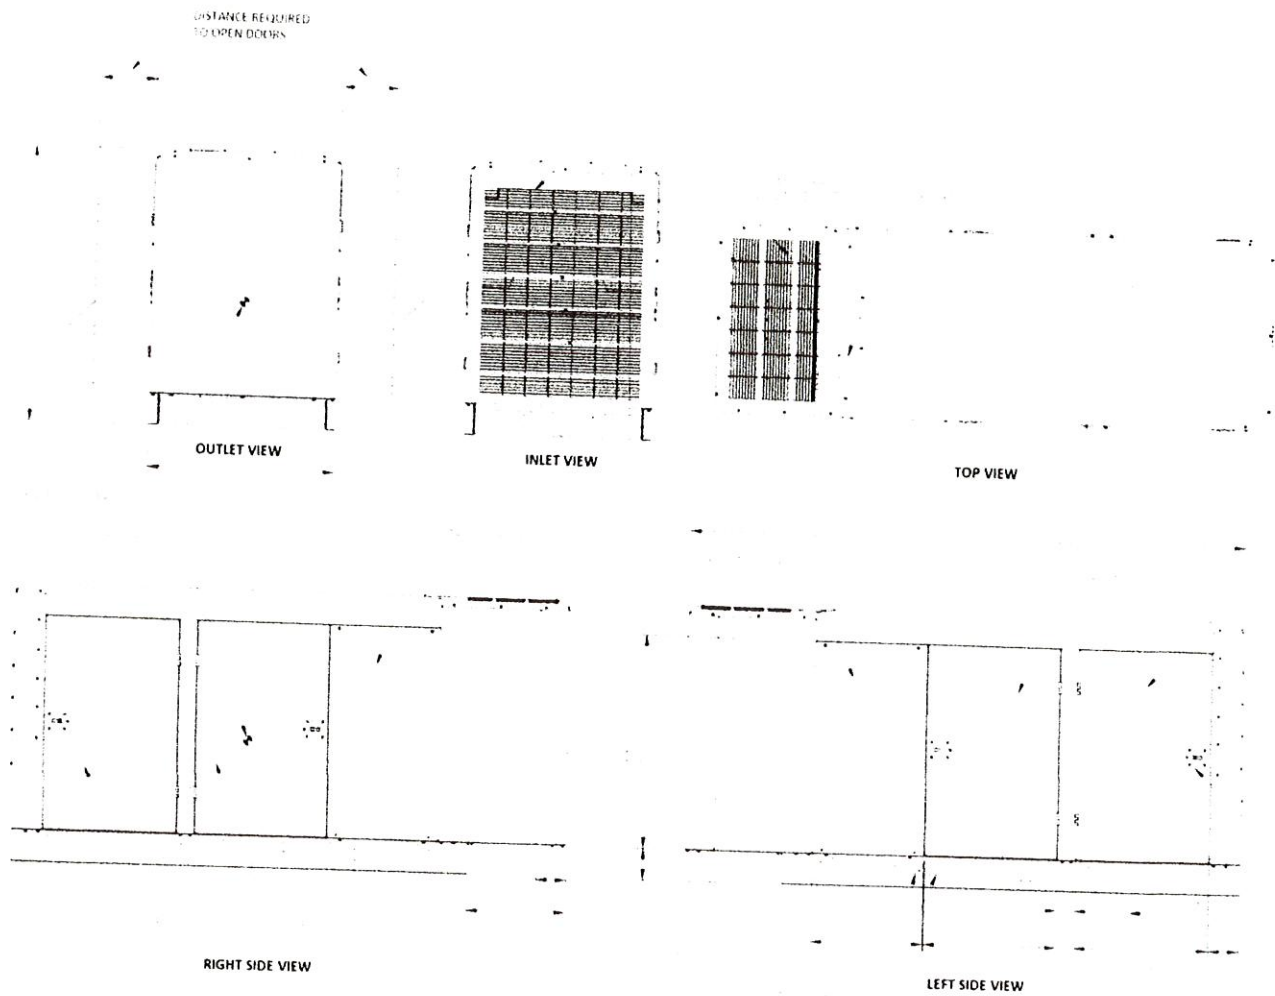 DISTANCE REQUIRED
TO OPEN DOORS
OUTLET VIEW
INLET VIEW
TOP VIEW
RIGHT SIDE VIEW
LEFT SIDE VIEW